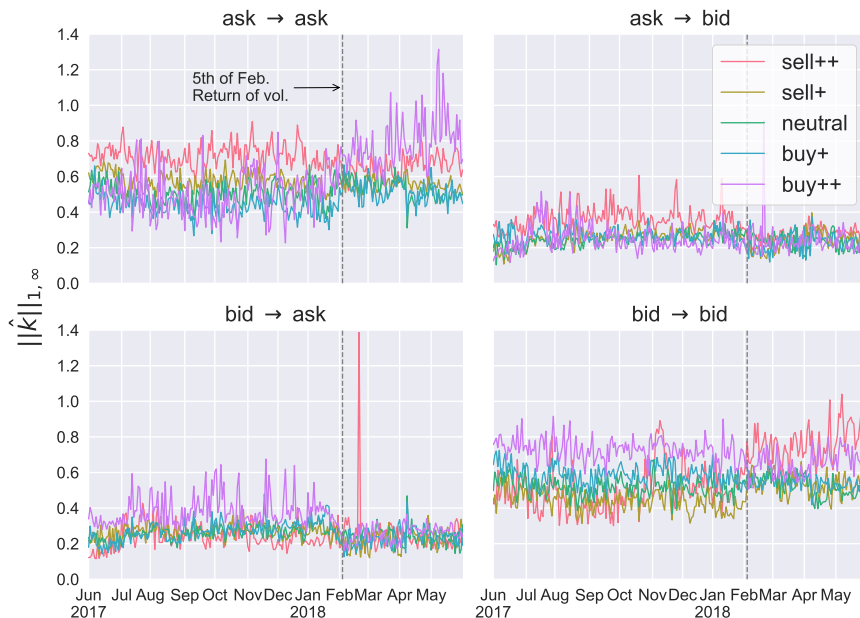 ask → ask
ask → bid
1.4
1.2
1.0
0.8
0.6
0.4
0.2
0.0
5th of Feb.
Return of vol.
sell++
sell+
neutral
buy+
buy++
||k̂||₁,∞
bid → ask
bid → bid
1.4
1.2
1.0
0.8
0.6
0.4
0.2
0.0
Jun Jul Aug Sep Oct Nov Dec Jan Feb Mar Apr May
2017 2018
Jun Jul Aug Sep Oct Nov Dec Jan Feb Mar Apr May
2017 2018